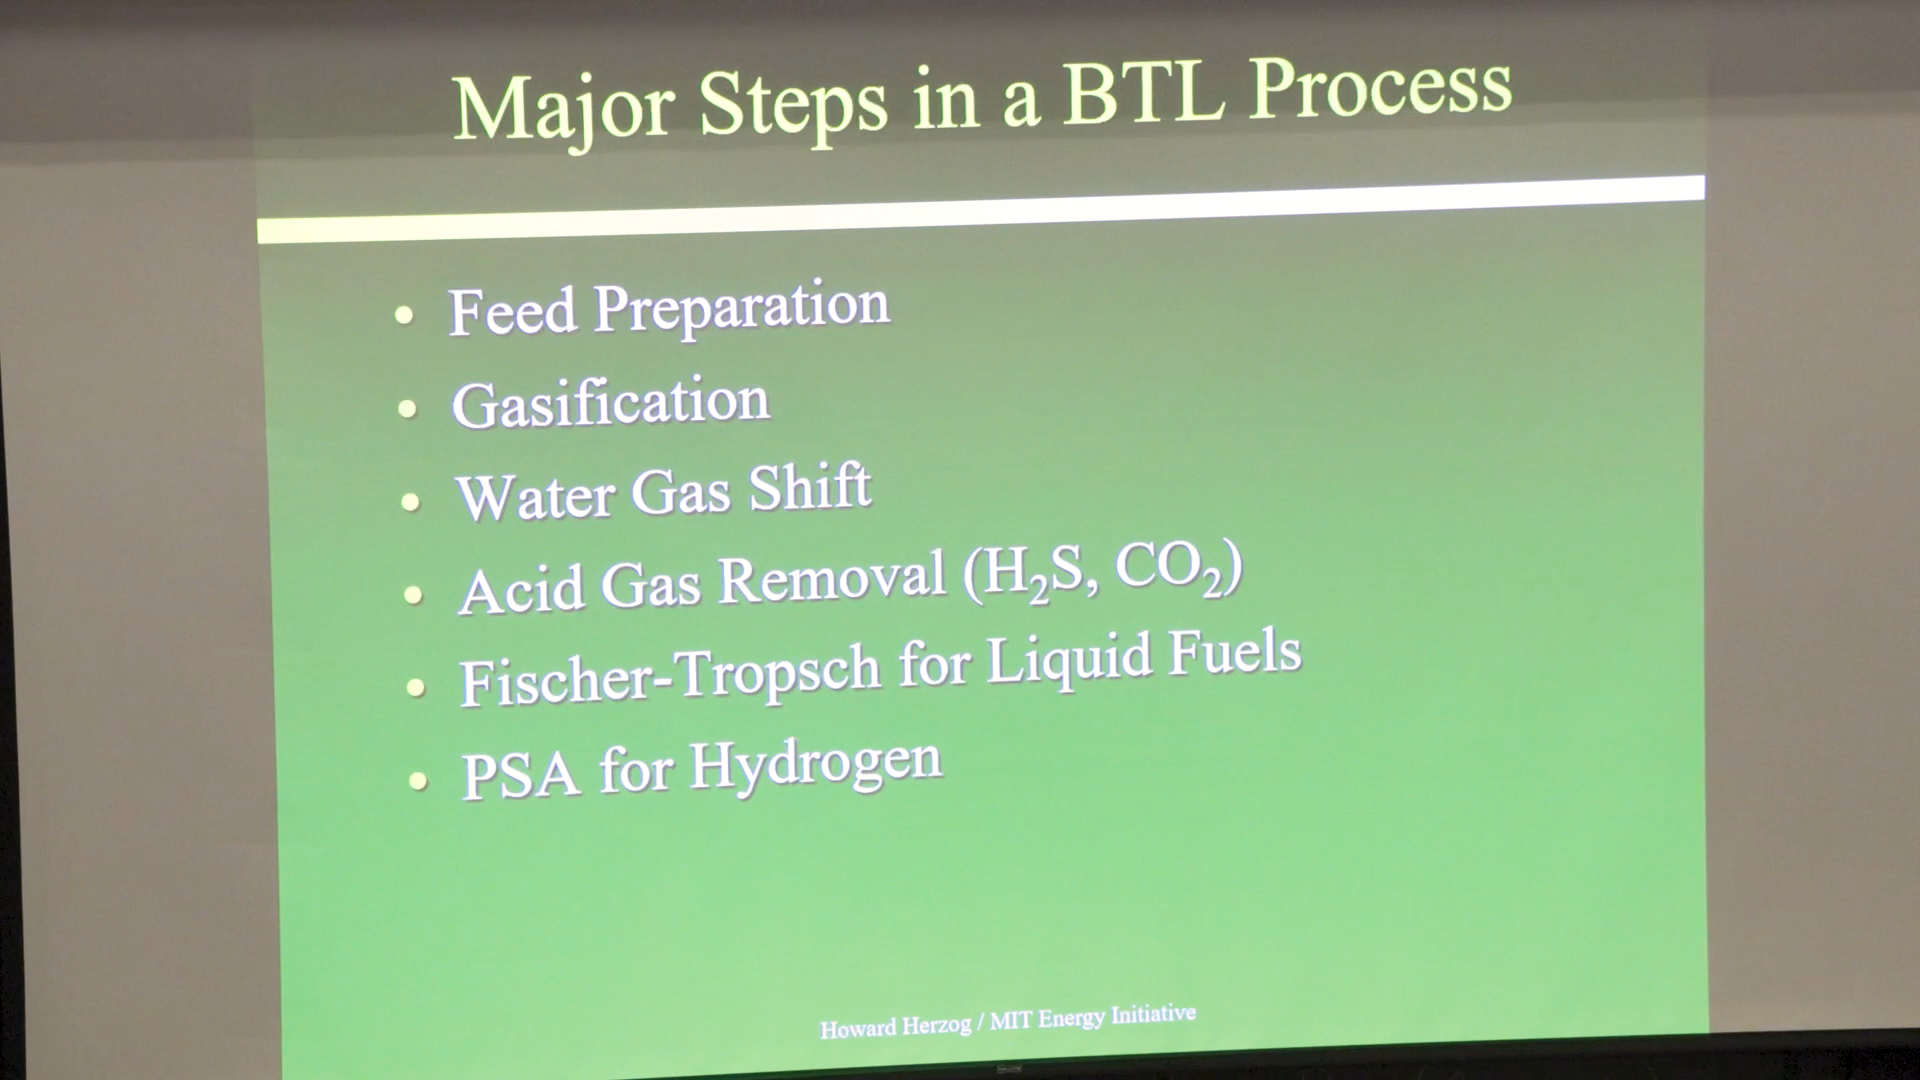 Major Steps in a BTL Process
• Feed Preparation
• Gasification
• Water Gas Shift
• Acid Gas Removal (H₂S, CO₂)
• Fischer-Tropsch for Liquid Fuels
• PSA for Hydrogen
Howard Herzog / MIT Energy Initiative